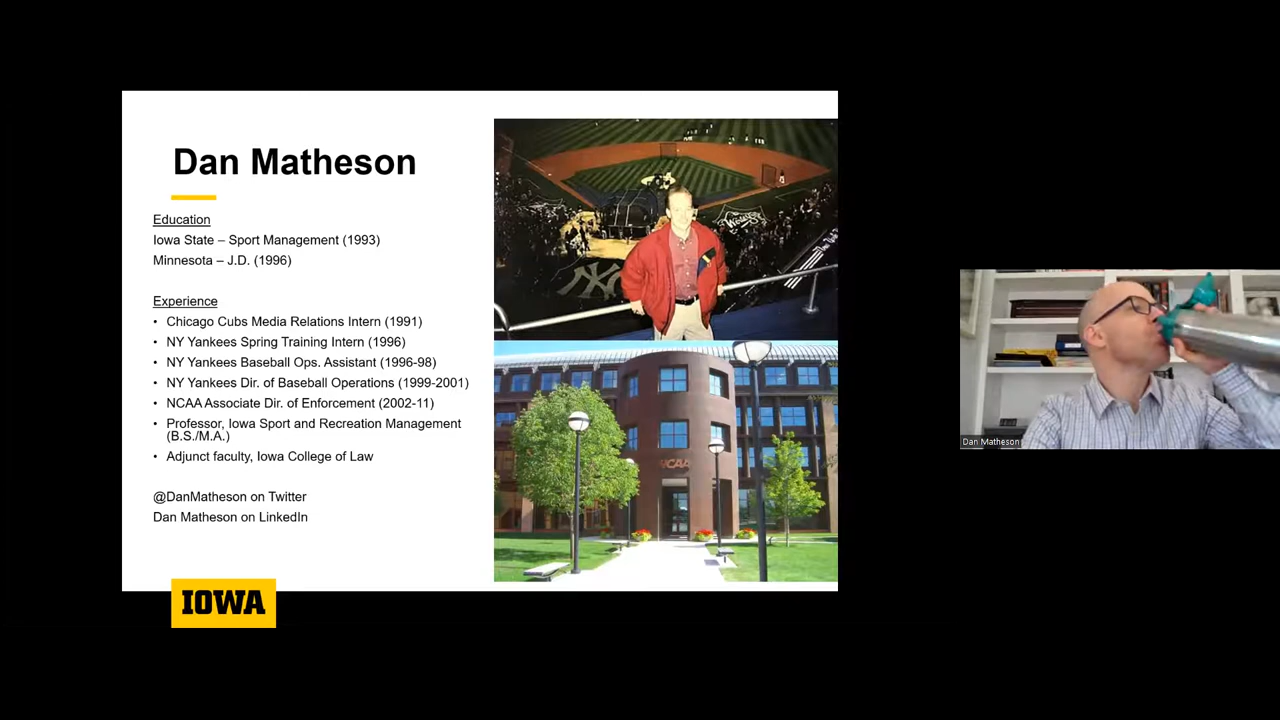 Dan Matheson
Education
Iowa State – Sport Management (1993)
Minnesota – J.D. (1996)
Experience
• Chicago Cubs Media Relations Intern (1991)
• NY Yankees Spring Training Intern (1996)
• NY Yankees Baseball Ops. Assistant (1996-98)
• NY Yankees Dir. of Baseball Operations (1999-2001)
• NCAA Associate Dir. of Enforcement (2002-11)
• Professor, Iowa Sport and Recreation Management
(B.S./M.A.)
• Adjunct faculty, Iowa College of Law
@DanMatheson on Twitter
Dan Matheson on LinkedIn
IOWA
NY
NCAA
Dan Matheson